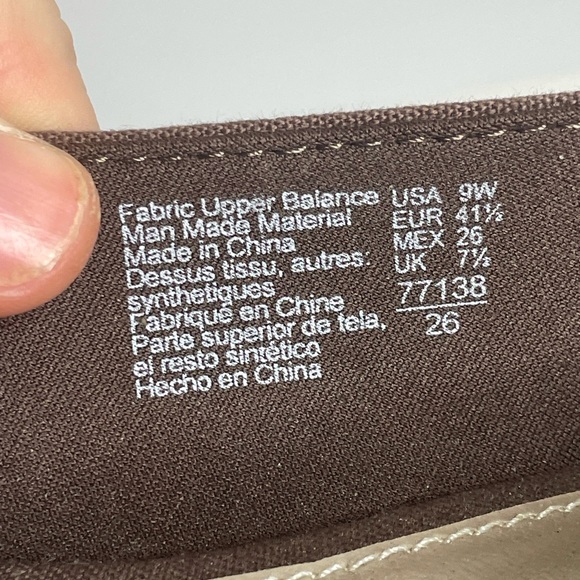 Fabric Upper Balance
Man Made Material
Made in China
Dessus tissu, autres:
synthetiques
Fabriqué en Chine
Parte superior de tela,
el resto sintético
Hecho en China
USA 9W
EUR 41½
MEX 26
UK 7½
77138
26